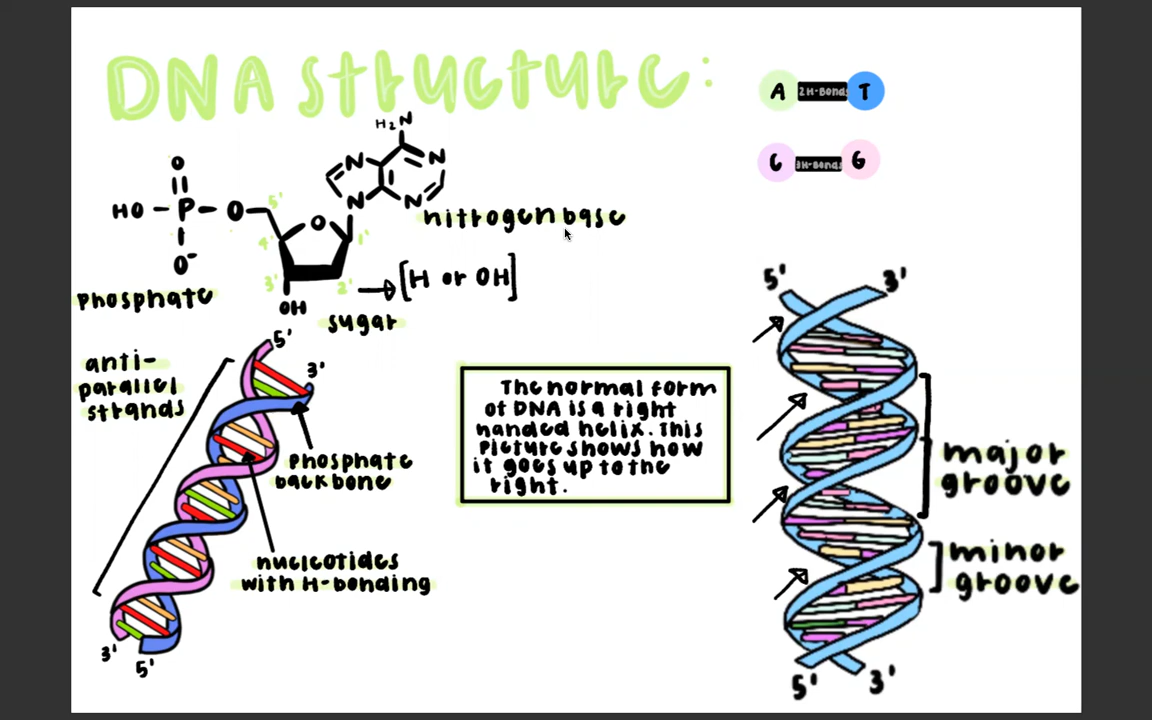 DNA Structure:
A 2H-Bonds T
C 3H-Bonds G
H₂N
N N
N N
O
HO P O
O⁻
5'
4' O 1'
3' 2'
OH
[H or OH]
nitrogen base
phosphate
sugar
anti-
parallel
strands
5'
3'
phosphate
backbone
nucleotides
with H-bonding
3'
5'
The normal form
of DNA is a right
handed helix. This
picture shows how
it goes up to the
right.
5' 3'
major
groove
minor
groove
5' 3'